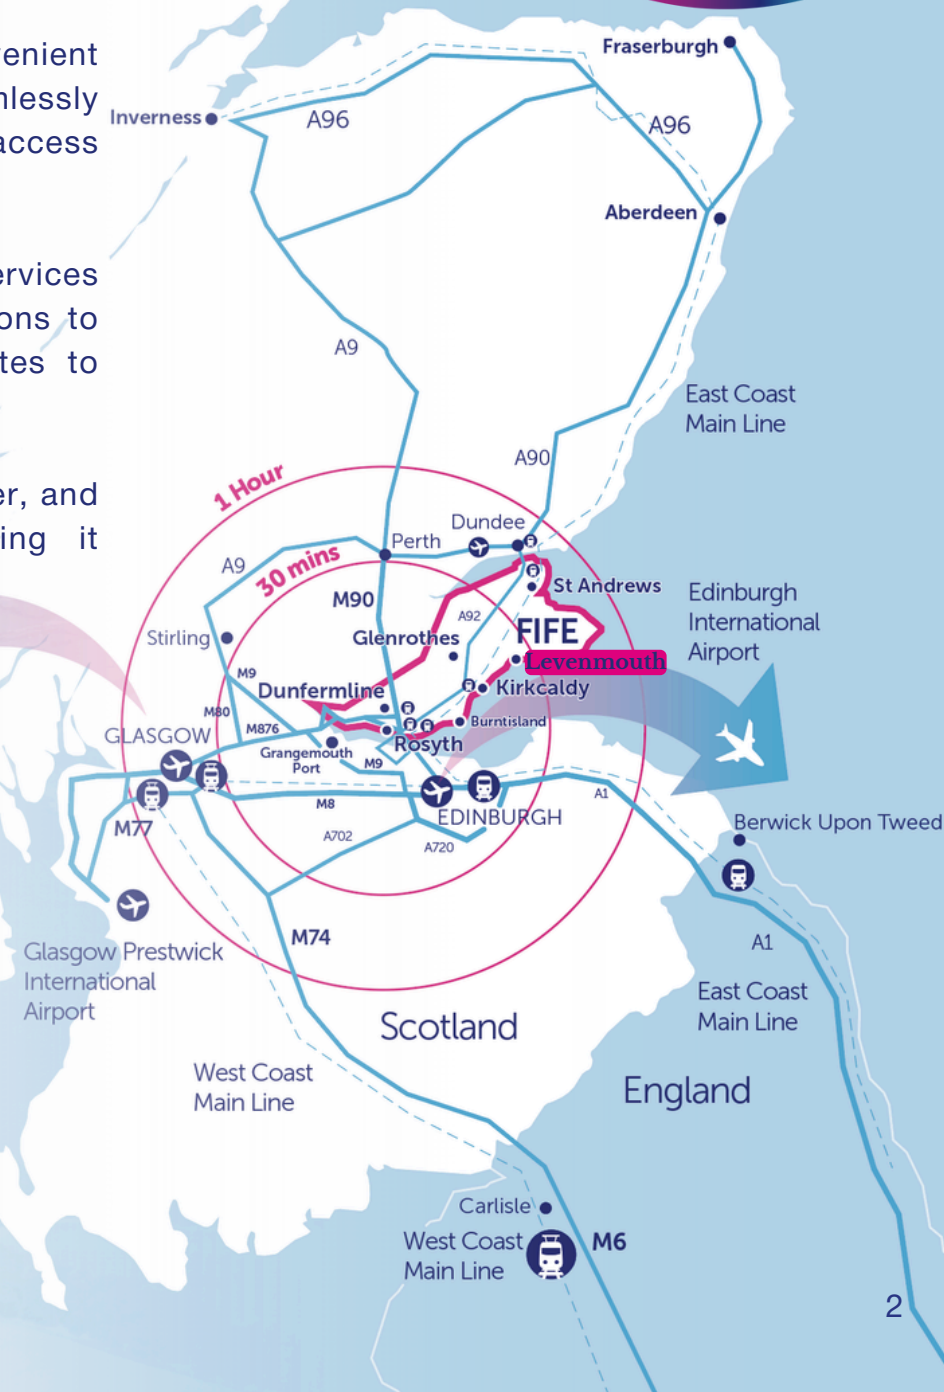 enient
access
ervices
ons to
tes to
er, and
ing it
Fraserburgh
Inverness
A96
A96
Aberdeen
A9
East Coast
Main Line
A90
1 Hour
Dundee
Perth
A9
30 mins
M90
St Andrews
Edinburgh
International
Airport
A92
FIFE
Stirling
Glenrothes
Levenmouth
M9
Dunfermline
Kirkcaldy
M80
Burntisland
M876
GLASGOW
Rosyth
Grangemouth
Port
M9
A1
M8
EDINBURGH
M77
A702
A720
Berwick Upon Tweed
M74
A1
Glasgow Prestwick
International
Airport
East Coast
Main Line
Scotland
West Coast
Main Line
England
Carlisle
West Coast
Main Line
M6
2